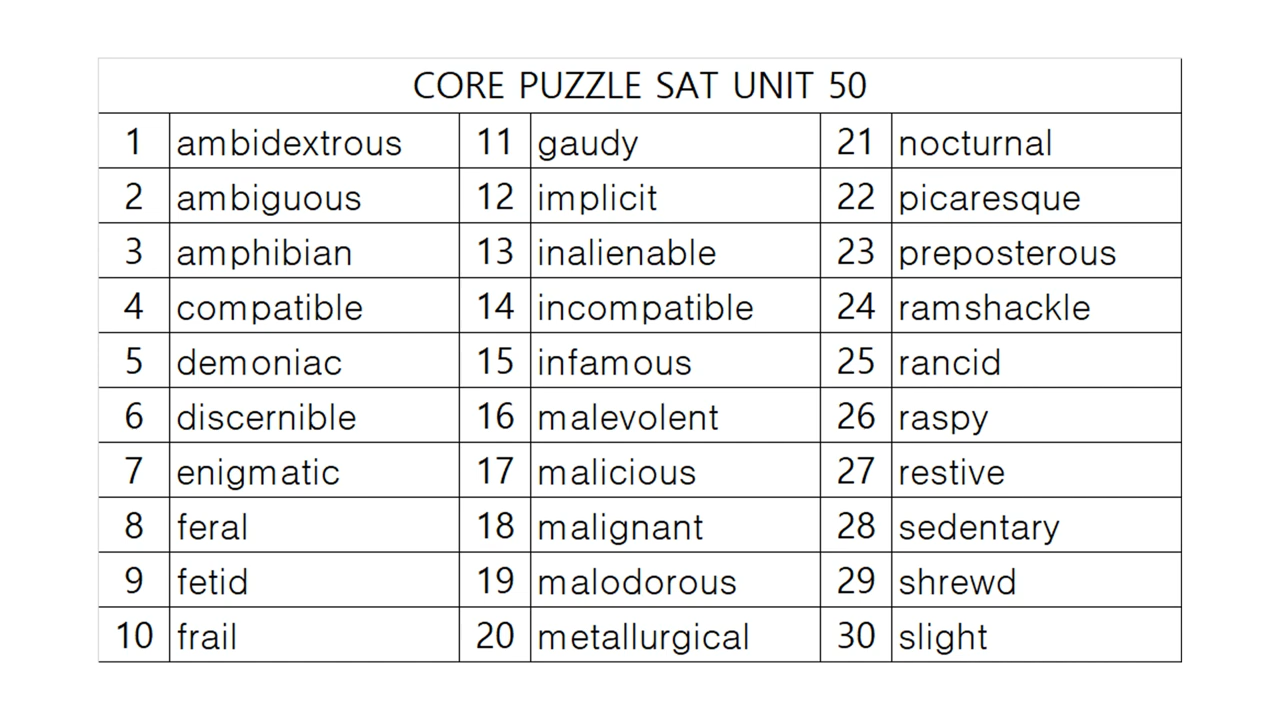 CORE PUZZLE SAT UNIT 50
1 ambidextrous 11 gaudy 21 nocturnal
2 ambiguous 12 implicit 22 picaresque
3 amphibian 13 inalienable 23 preposterous
4 compatible 14 incompatible 24 ramshackle
5 demoniac 15 infamous 25 rancid
6 discernible 16 malevolent 26 raspy
7 enigmatic 17 malicious 27 restive
8 feral 18 malignant 28 sedentary
9 fetid 19 malodorous 29 shrewd
10 frail 20 metallurgical 30 slight